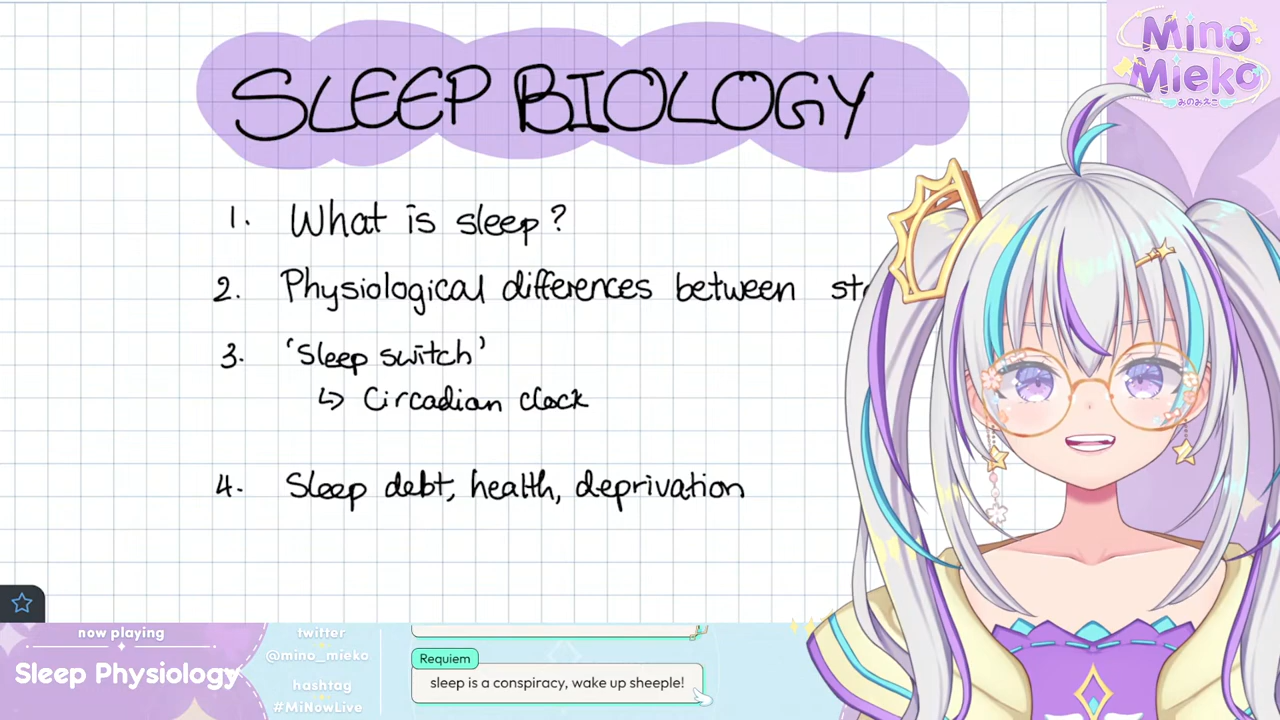 SLEEP BIOLOGY
1. What is sleep?
2. Physiological differences between
3. 'Sleep switch'
↳ Circadian clock
4. Sleep debt, health, deprivation
Mino
Mieko
みのみえこ
now playing
Sleep Physiology
twitter
@mino_mieko
hashtag
#MiNowLive
Requiem
sleep is a conspiracy, wake up sheeple!